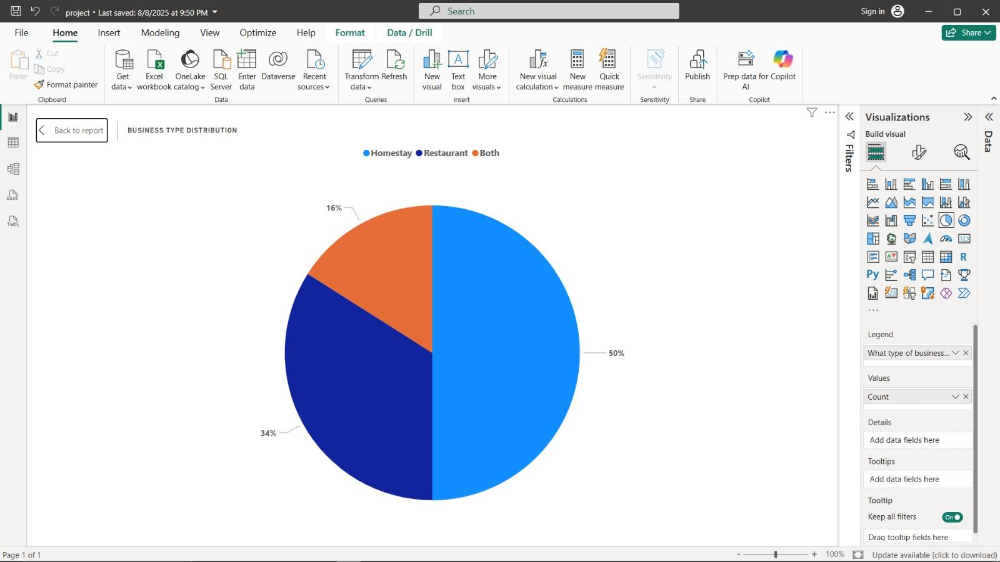 project • Last saved: 8/8/2025 at 9:50 PM
Search
Sign in
File Home Insert Modeling View Optimize Help Format Data / Drill
Share
Paste
Cut
Copy
Format painter
Clipboard
Get data
Excel workbook
OneLake catalog
SQL Server
Enter data
Dataverse
Recent sources
Data
Transform data
Refresh
Queries
New visual
Text box
More visuals
Insert
New visual calculation
New measure
Quick measure
Calculations
Sensitivity
Sensitivity
Publish
Share
Prep data for AI
Copilot
Copilot
Back to report
BUSINESS TYPE DISTRIBUTION
Homestay Restaurant Both
16%
50%
34%
Filters
Visualizations
Build visual
123
R
Py
123
Legend
What type of business...
Values
Count
Details
Add data fields here
Tooltips
Add data fields here
Tooltip
Keep all filters
On
Drag tooltip fields here
Data
DAX
TMDL
Page 1 of 1
- + 100%
Update available (click to download)